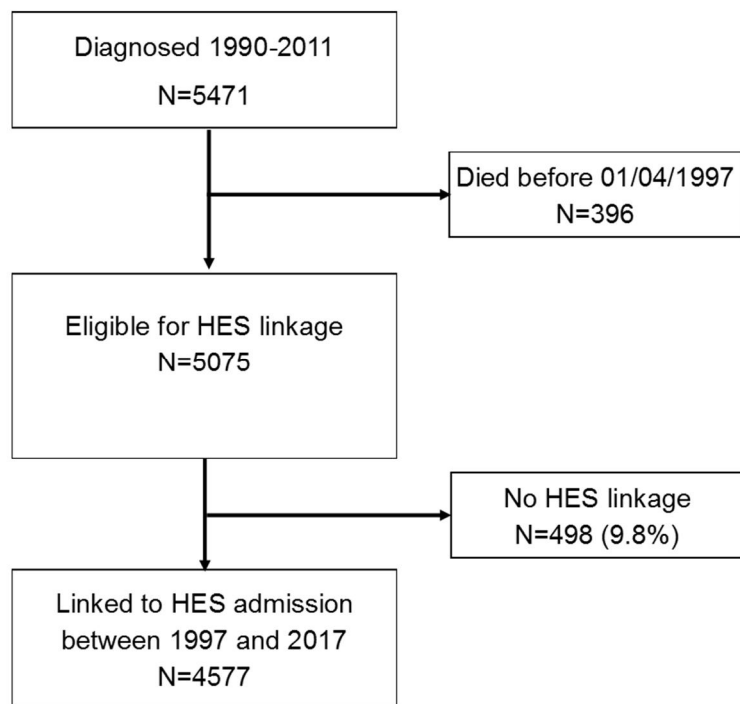 Diagnosed 1990-2011
N=5471
Died before 01/04/1997
N=396
Eligible for HES linkage
N=5075
No HES linkage
N=498 (9.8%)
Linked to HES admission
between 1997 and 2017
N=4577